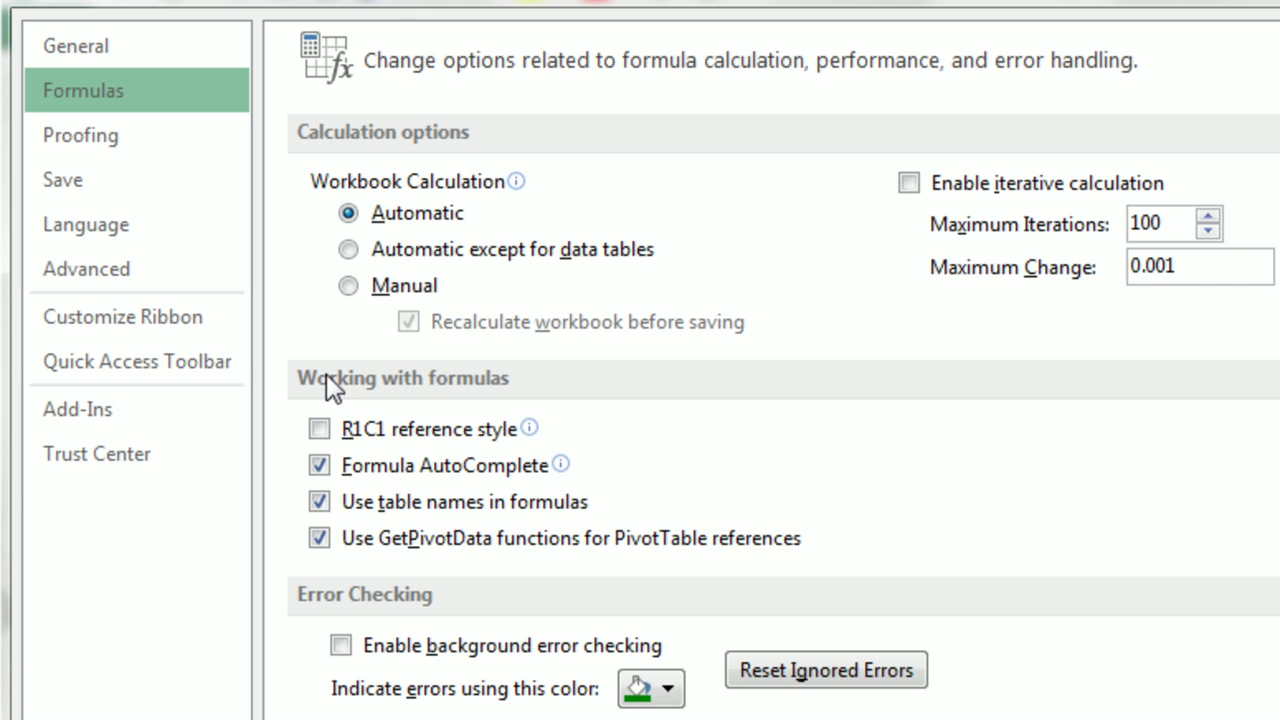 General
Formulas
Proofing
Save
Language
Advanced
Customize Ribbon
Quick Access Toolbar
Add-Ins
Trust Center
Change options related to formula calculation, performance, and error handling.
Calculation options
Workbook Calculation
Automatic
Automatic except for data tables
Manual
Recalculate workbook before saving
Enable iterative calculation
Maximum Iterations: 100
Maximum Change: 0.001
Working with formulas
R1C1 reference style
Formula AutoComplete
Use table names in formulas
Use GetPivotData functions for PivotTable references
Error Checking
Enable background error checking
Indicate errors using this color:
Reset Ignored Errors